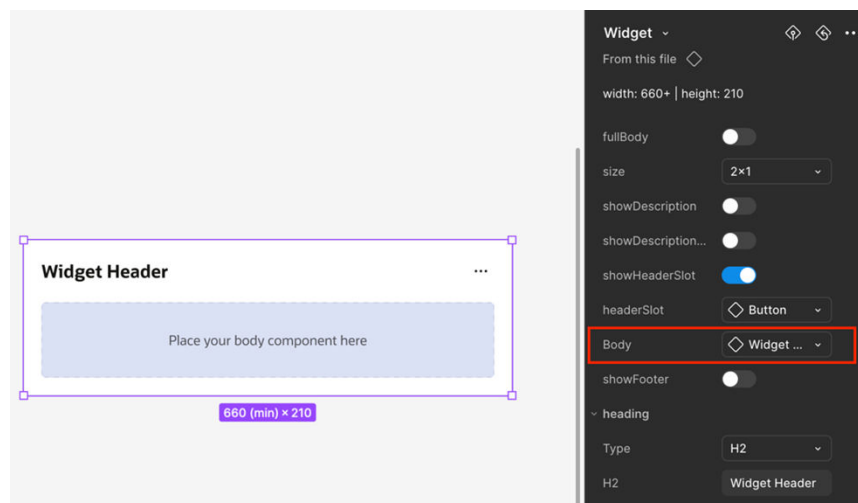 Widget
From this file
width: 660+ | height: 210
fullBody
size 2×1
showDescription
showDescription...
showHeaderSlot
headerSlot Button
Body Widget ...
showFooter
heading
Type H2
H2 Widget Header
Widget Header
Place your body component here
660 (min) × 210